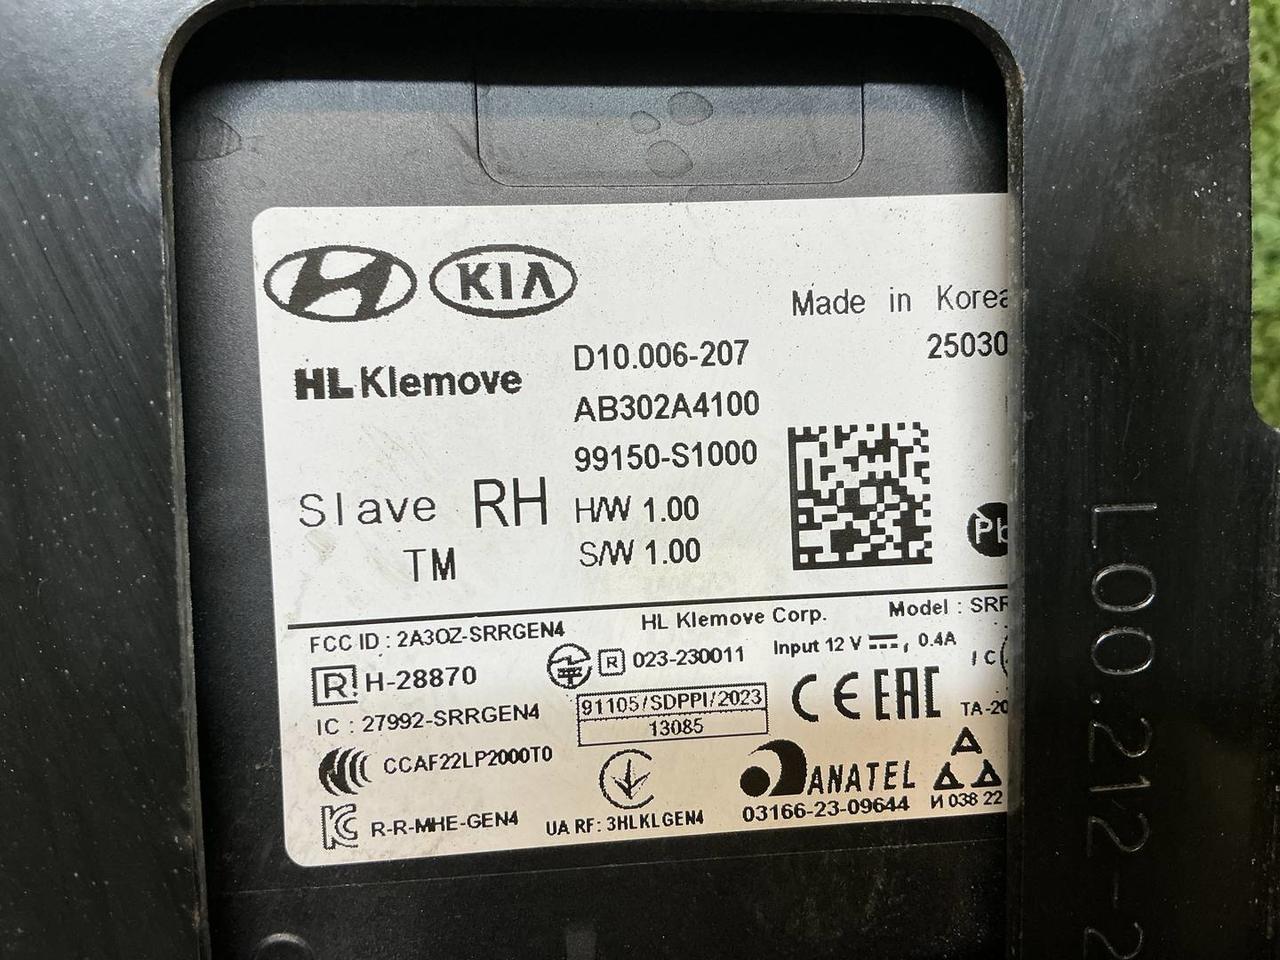 KIA
Made in Korea
HL Klemove
D10.006-207
25030
AB302A4100
99150-S1000
Slave RH
H/W 1.00
TM
S/W 1.00
Pb
HL Klemove Corp.
Model : SRR
FCC ID : 2A3OZ-SRRGEN4
R 023-230011
Input 12 V , 0.4A
R H-28870
IC
91105/SDPPI/2023
13085
CE EAC
TA-20
IC : 27992-SRRGEN4
CCAF22LP2000T0
ANATEL
03166-23-09644
И 038 22
R-R-MHE-GEN4
UA RF: 3HLKLGEN4
L00.212-2